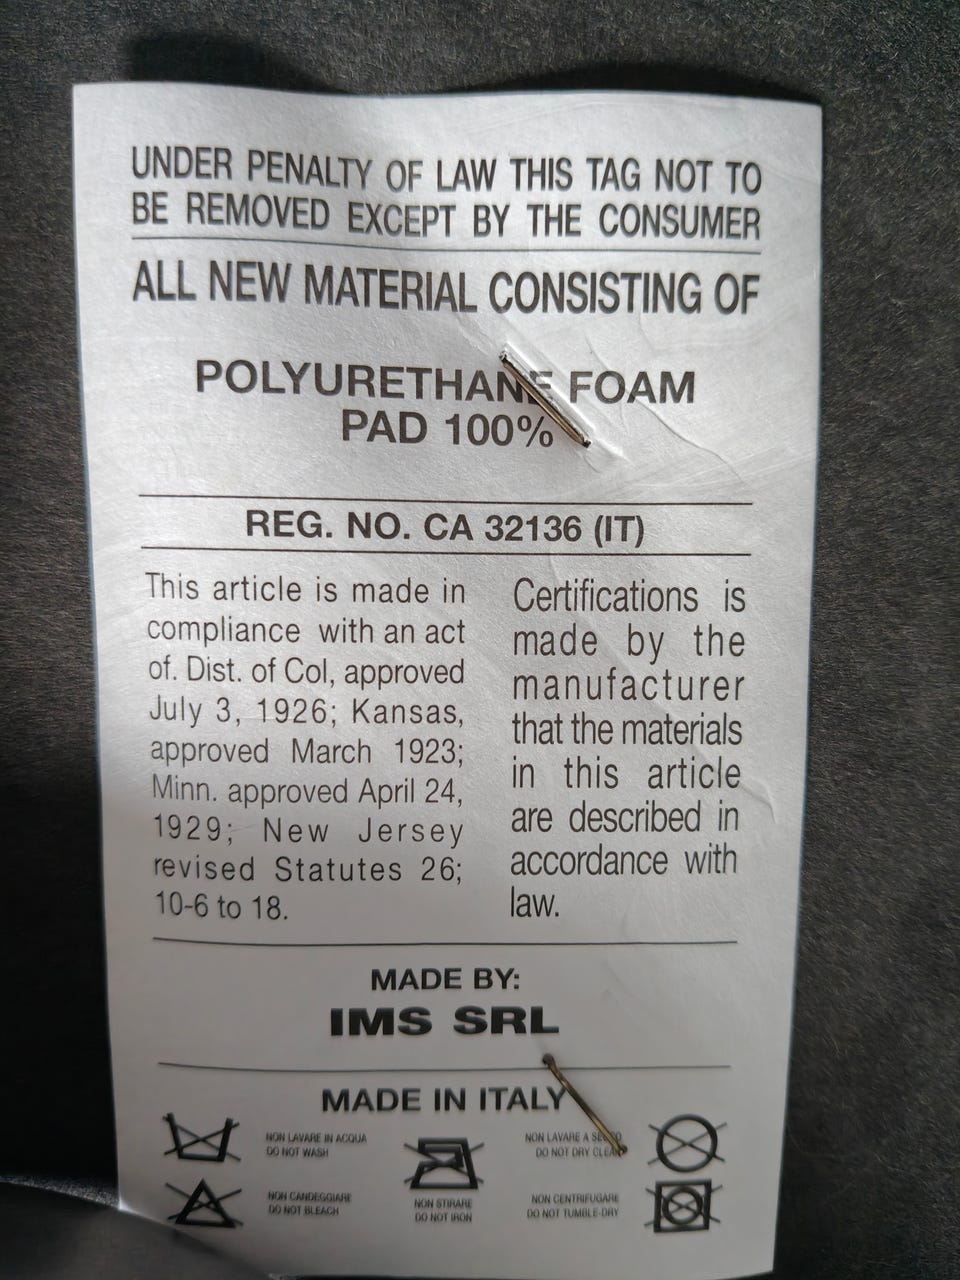 UNDER PENALTY OF LAW THIS TAG NOT TO
BE REMOVED EXCEPT BY THE CONSUMER
ALL NEW MATERIAL CONSISTING OF
POLYURETHANE FOAM
PAD 100%
REG. NO. CA 32136 (IT)
This article is made in
compliance with an act
of. Dist. of Col, approved
July 3, 1926; Kansas,
approved March 1923;
Minn. approved April 24,
1929; New Jersey
revised Statutes 26;
10-6 to 18.
Certifications is
made by the
manufacturer
that the materials
in this article
are described in
accordance with
law.
MADE BY:
IMS SRL
MADE IN ITALY
NON LAVARE IN ACQUA
DO NOT WASH
NON CANDEGGIARE
DO NOT BLEACH
NON STIRARE
DO NOT IRON
NON LAVARE A SECCO
DO NOT DRY CLEAN
NON CENTRIFUGARE
DO NOT TUMBLE-DRY